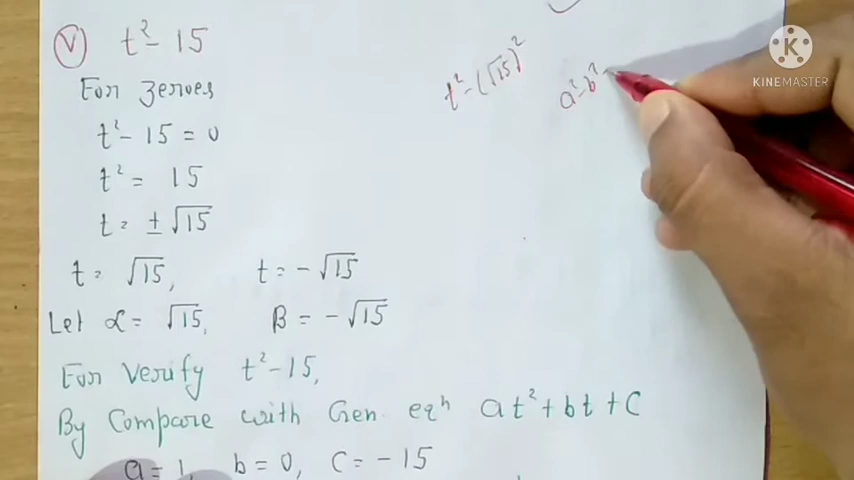 (V) t² - 15
For zeroes
t² - 15 = 0
t² = 15
t = ± √15
t = √15, t = - √15
Let α = √15, β = - √15
For Verify t² - 15,
By Compare with Gen eqⁿ at² + bt + c
a = 1, b = 0, c = - 15
t² - (√15)²
a² - b²
K
KINEMASTER